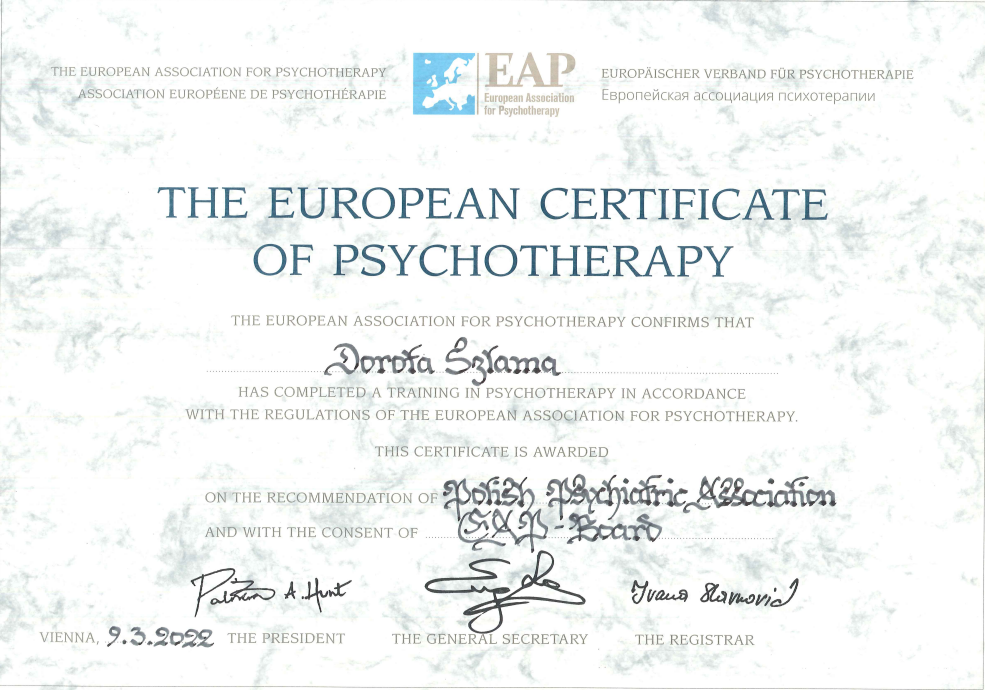 THE EUROPEAN ASSOCIATION FOR PSYCHOTHERAPY
ASSOCIATION EUROPÉENE DE PSYCHOTHÉRAPIE
EAP
European Association
for Psychotherapy
EUROPÄISCHER VERBAND FÜR PSYCHOTHERAPIE
Европейская ассоциация психотерапии
THE EUROPEAN CERTIFICATE
OF PSYCHOTHERAPY
THE EUROPEAN ASSOCIATION FOR PSYCHOTHERAPY CONFIRMS THAT
Dorota Szlama
HAS COMPLETED A TRAINING IN PSYCHOTHERAPY IN ACCORDANCE
WITH THE REGULATIONS OF THE EUROPEAN ASSOCIATION FOR PSYCHOTHERAPY.
THIS CERTIFICATE IS AWARDED
ON THE RECOMMENDATION OF Polish Psychiatric Association
AND WITH THE CONSENT OF EAP-Board
A. Hunt
Ivana
VIENNA, 9.3.2022 THE PRESIDENT THE GENERAL SECRETARY THE REGISTRAR